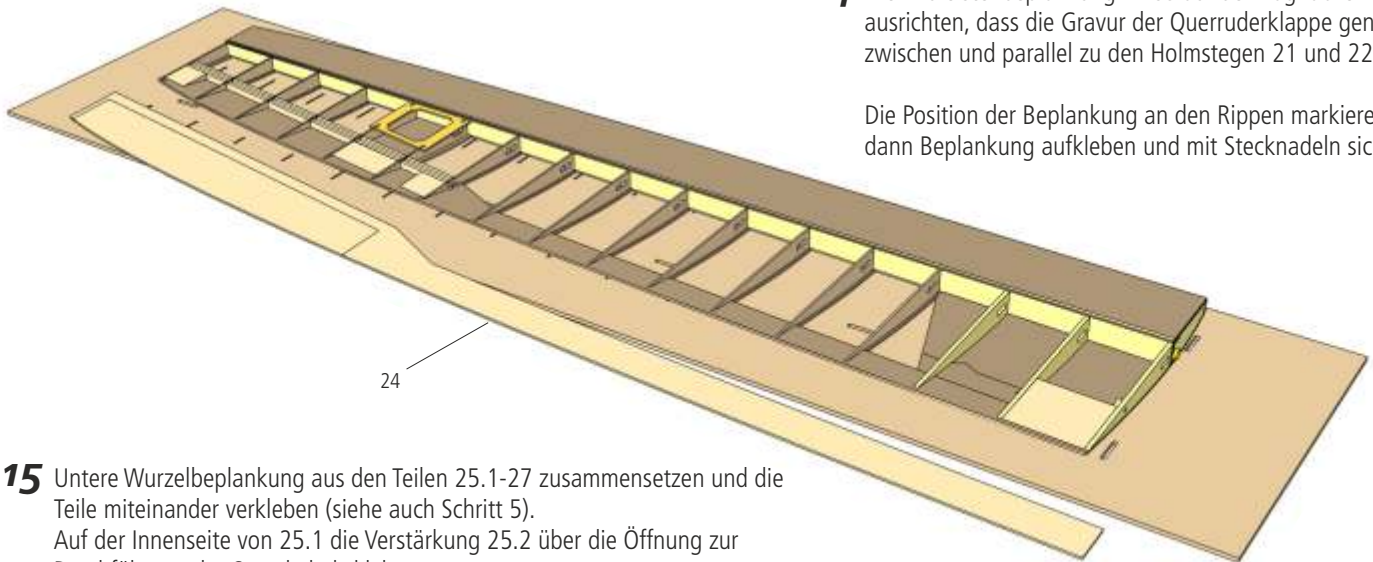 ausrichten, dass die Gravur der Querruderklappe gen
zwischen und parallel zu den Holmstegen 21 und 22
Die Position der Beplankung an den Rippen markiere
dann Beplankung aufkleben und mit Stecknadeln sic
24
15 Untere Wurzelbeplankung aus den Teilen 25.1-27 zusammensetzen und die
Teile miteinander verkleben (siehe auch Schritt 5).
Auf der Innenseite von 25.1 die Verstärkung 25.2 über die Öffnung zur